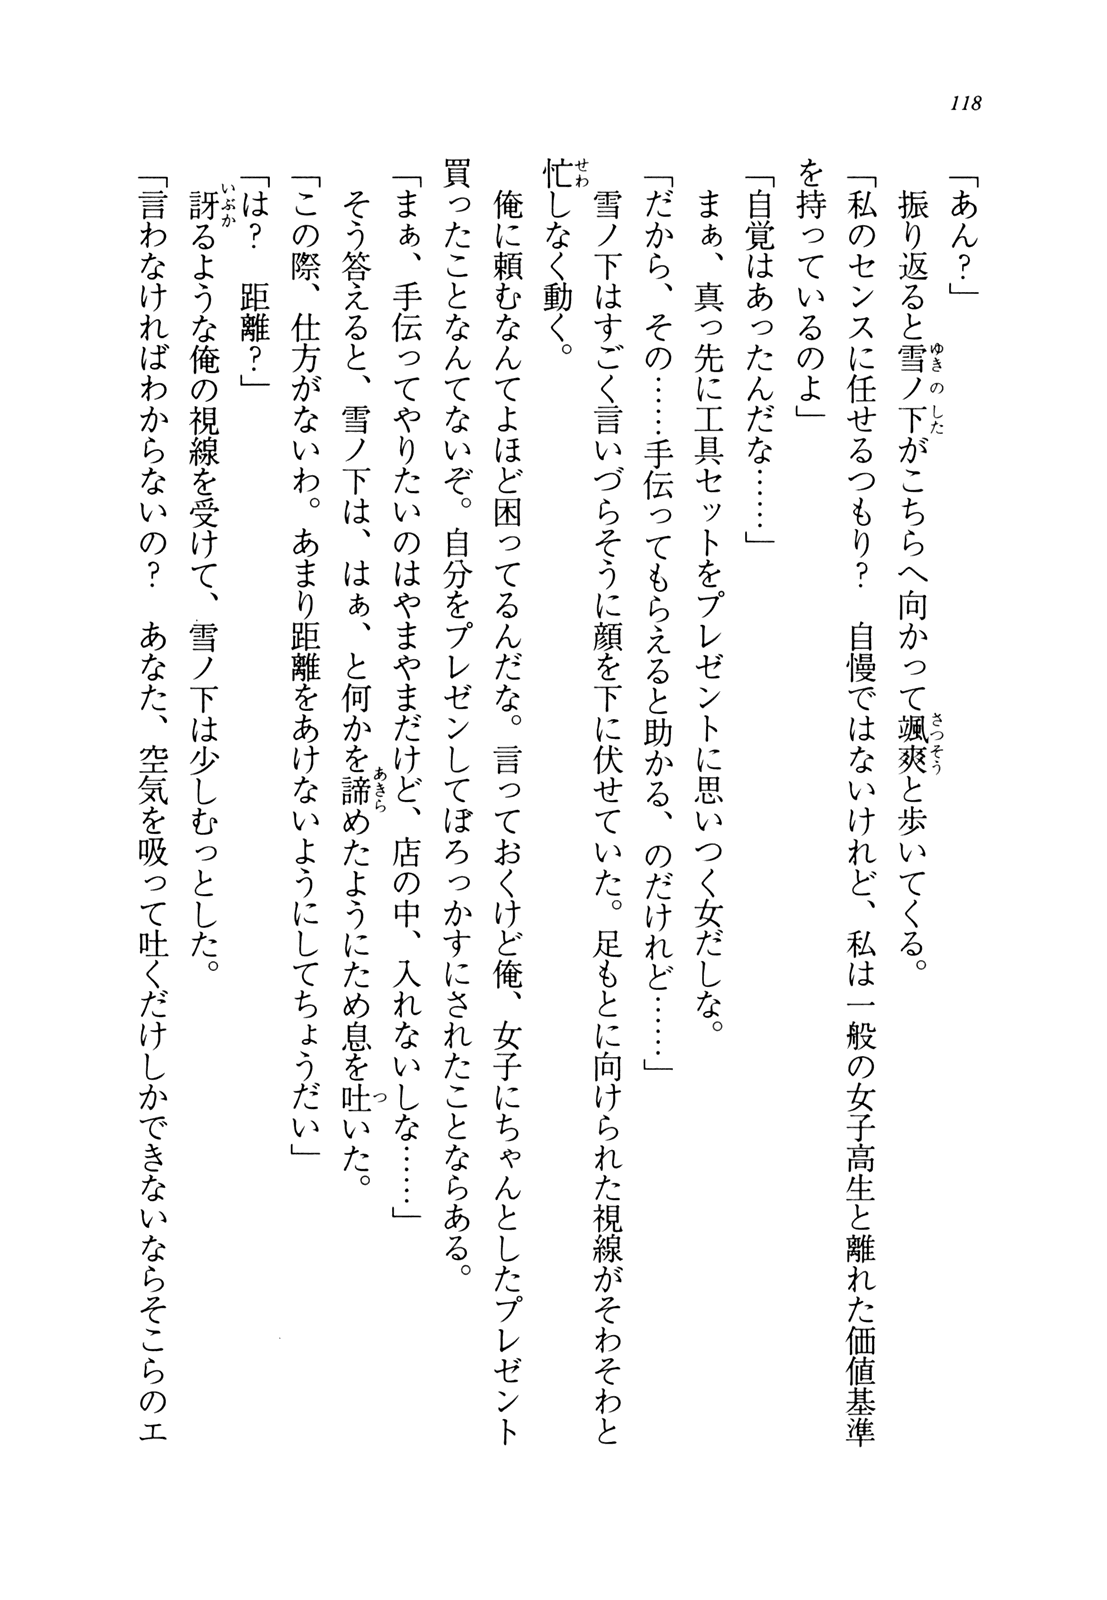 118
「あん？」
振り返ると雪ノ下がこちらへ向かって颯爽と歩いてくる。
「私のセンスに任せるつもり？　自慢ではないけれど、私は一般の女子高生と離れた価値基準
を持っているのよ」
「自覚はあったんだな……」
まぁ、真っ先に工具セットをプレゼントに思いつく女だしな。
「だから、その……手伝ってもらえると助かる、のだけれど……」
雪ノ下はすごく言いづらそうに顔を下に伏せていた。足もとに向けられた視線がそわそわと
忙しなく動く。
俺に頼むなんてよほど困ってるんだな。言っておくけど俺、女子にちゃんとしたプレゼント
買ったことなんてないぞ。自分をプレゼンしてぼろっかすにされたことならある。
「まぁ、手伝ってやりたいのはやまやまだけど、店の中、入れないしな……」
そう答えると、雪ノ下は、はぁ、と何かを諦めたようにため息を吐いた。
「この際、仕方がないわ。あまり距離をあけないようにしてちょうだい」
「は？　距離？」
訝るような俺の視線を受けて、雪ノ下は少しむっとした。
「言わなければわからないの？　あなた、空気を吸って吐くだけしかできないならそこらのエ